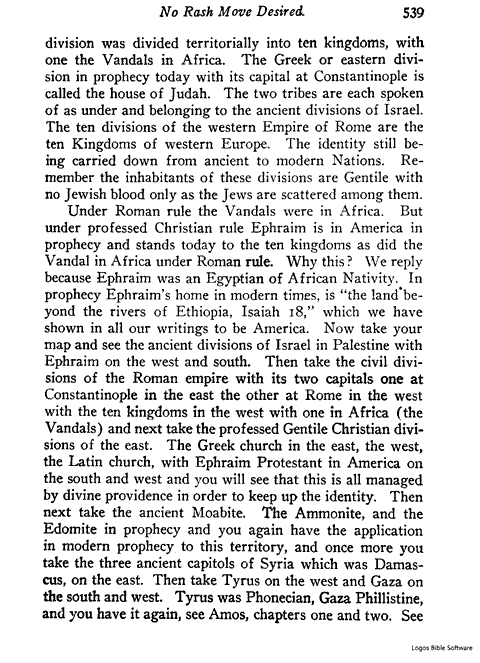 No Rash Move Desired. 539
division was divided territorially into ten kingdoms, with
one the Vandals in Africa. The Greek or eastern divi-
sion in prophecy today with its capital at Constantinople is
called the house of Judah. The two tribes are each spoken
of as under and belonging to the ancient divisions of Israel.
The ten divisions of the western Empire of Rome are the
ten Kingdoms of western Europe. The identity still be-
ing carried down from ancient to modern Nations. Re-
member the inhabitants of these divisions are Gentile with
no Jewish blood only as the Jews are scattered among them.
Under Roman rule the Vandals were in Africa. But
under professed Christian rule Ephraim is in America in
prophecy and stands today to the ten kingdoms as did the
Vandal in Africa under Roman rule. Why this? We reply
because Ephraim was an Egyptian of African Nativity. In
prophecy Ephraim's home in modern times, is "the land be-
yond the rivers of Ethiopia, Isaiah 18," which we have
shown in all our writings to be America. Now take your
map and see the ancient divisions of Israel in Palestine with
Ephraim on the west and south. Then take the civil divi-
sions of the Roman empire with its two capitals one at
Constantinople in the east the other at Rome in the west
with the ten kingdoms in the west with one in Africa (the
Vandals) and next take the professed Gentile Christian divi-
sions of the east. The Greek church in the east, the west,
the Latin church, with Ephraim Protestant in America on
the south and west and you will see that this is all managed
by divine providence in order to keep up the identity. Then
next take the ancient Moabite. The Ammonite, and the
Edomite in prophecy and you again have the application
in modern prophecy to this territory, and once more you
take the three ancient capitols of Syria which was Damas-
cus, on the east. Then take Tyrus on the west and Gaza on
the south and west. Tyrus was Phonecian, Gaza Phillistine,
and you have it again, see Amos, chapters one and two. See
Logos Bible Software